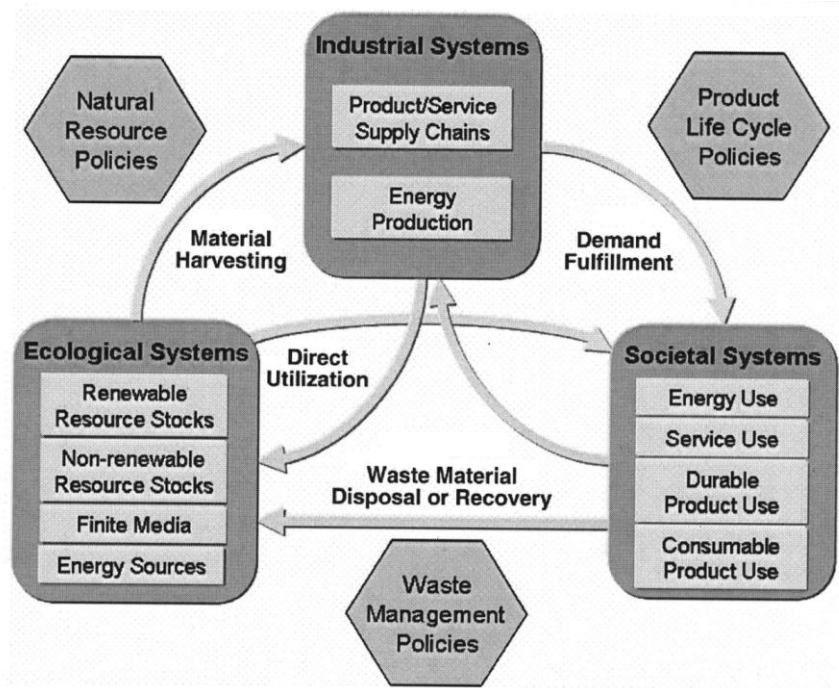 Industrial Systems
Product/Service
Supply Chains
Energy
Production
Natural
Resource
Policies
Product
Life Cycle
Policies
Material
Harvesting
Demand
Fulfillment
Ecological Systems
Renewable
Resource Stocks
Non-renewable
Resource Stocks
Finite Media
Energy Sources
Direct
Utilization
Societal Systems
Energy Use
Service Use
Durable
Product Use
Consumable
Product Use
Waste Material
Disposal or Recovery
Waste
Management
Policies